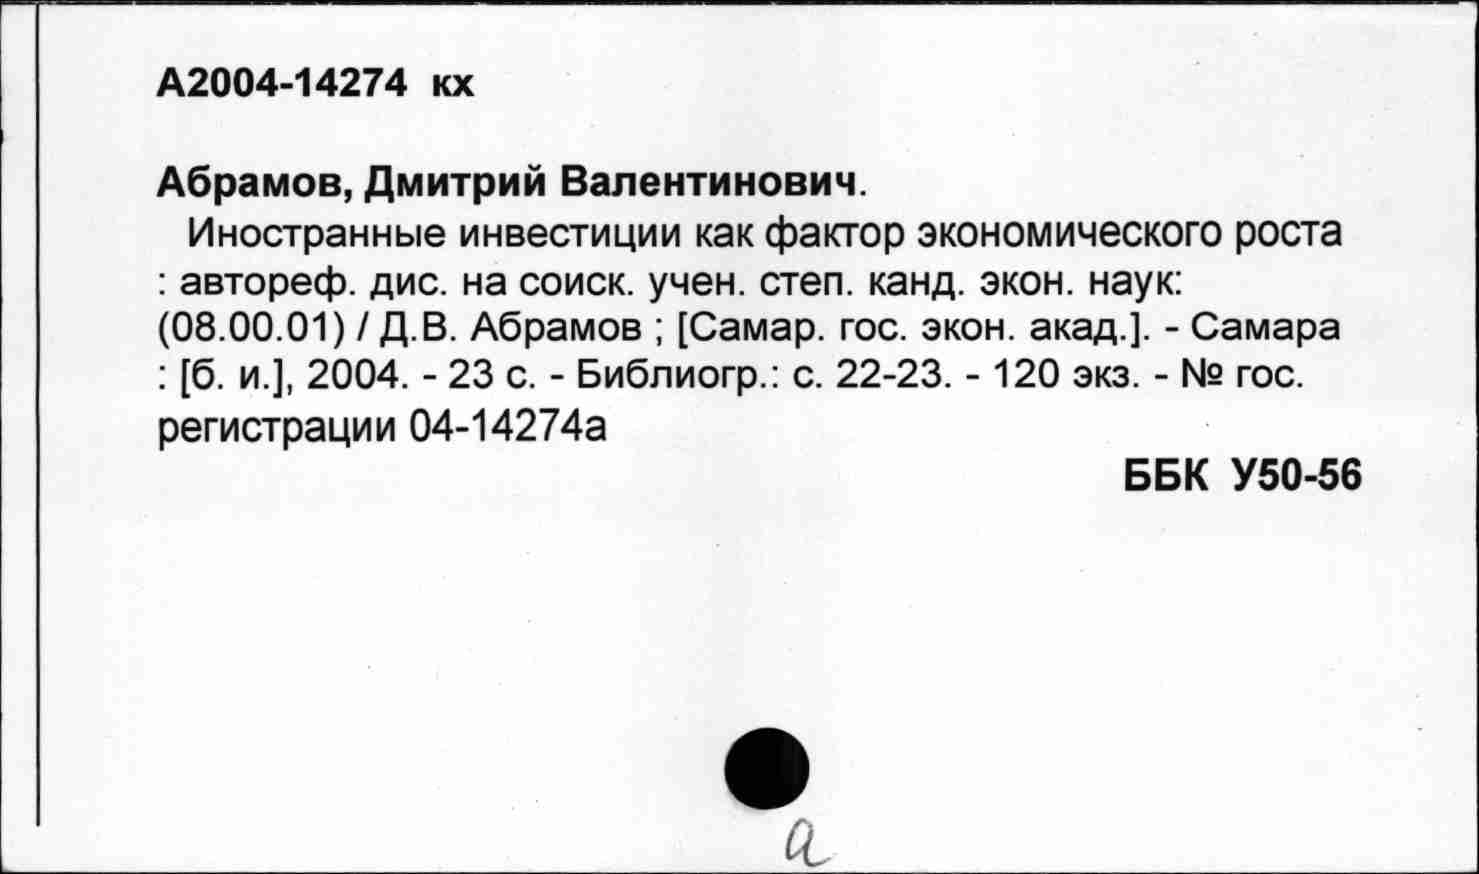 А2004-14274 кх
Абрамов, Дмитрий Валентинович.
Иностранные инвестиции как фактор экономического роста
: автореф. дис. на соиск. учен. степ. канд. экон. наук:
(08.00.01) / Д.В. Абрамов ; [Самар. гос. экон. акад.]. - Самара
: [б. и.], 2004. - 23 с. - Библиогр.: с. 22-23. - 120 экз. - № гос.
регистрации 04-14274а
ББК У50-56
а